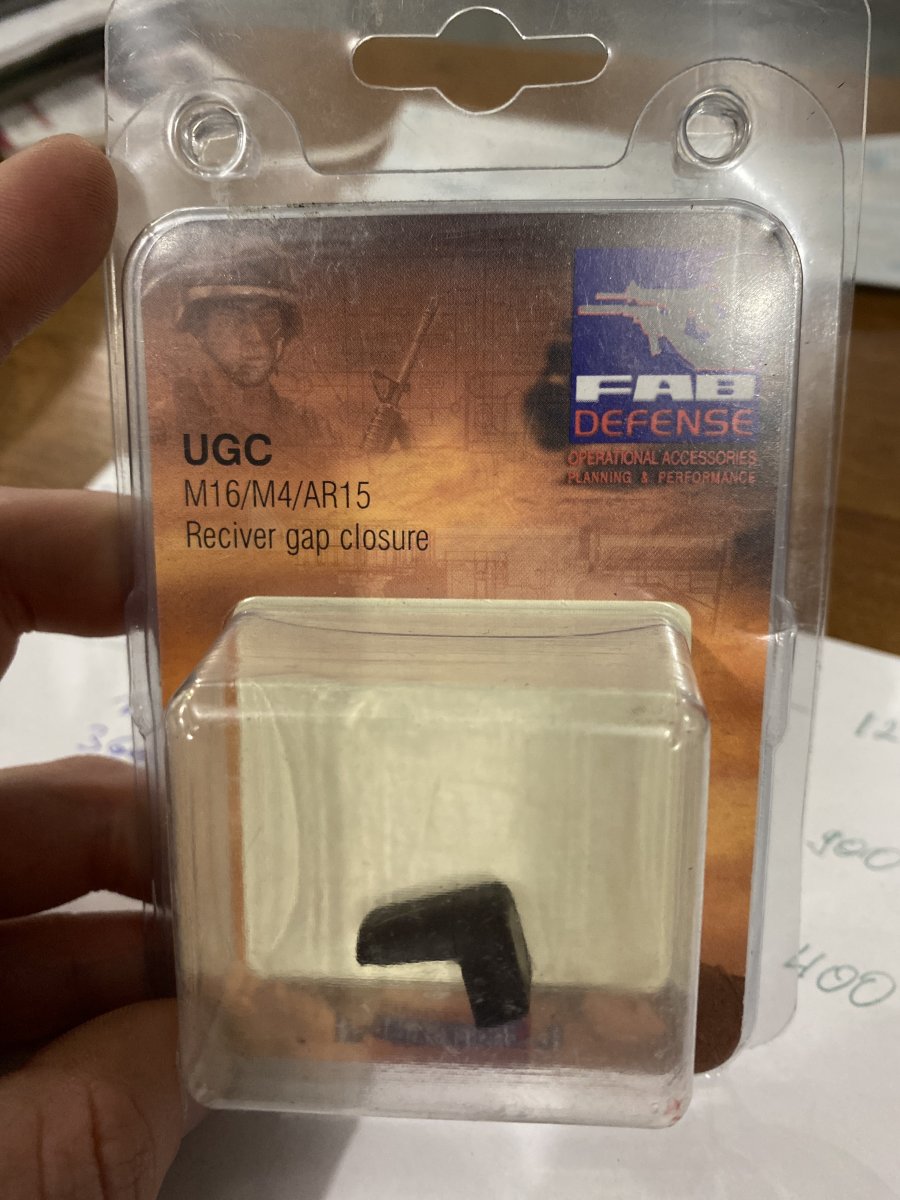 FAB
DEFENSE
OPERATIONAL ACCESSORIES
PLANNING & PERFORMANCE
UGC
M16/M4/AR15
Reciver gap closure
400